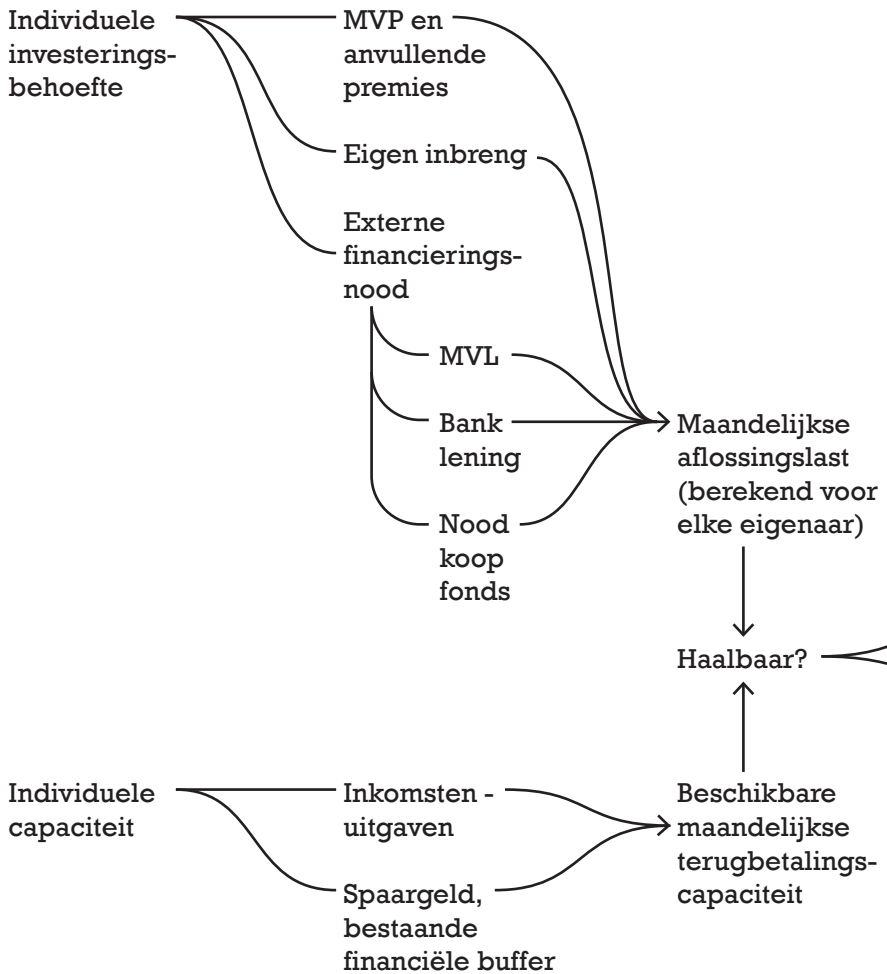 Individuele
investerings-
behoefte
MVP en
anvullende
premies
Eigen inbreng
Externe
financierings-
nood
MVL
Bank
lening
Nood
koop
fonds
Maandelijkse
aflossingslast
(berekend voor
elke eigenaar)
Haalbaar?
Individuele
capaciteit
Inkomsten -
uitgaven
Spaargeld,
bestaande
financiële buffer
Beschikbare
maandelijkse
terugbetalings-
capaciteit